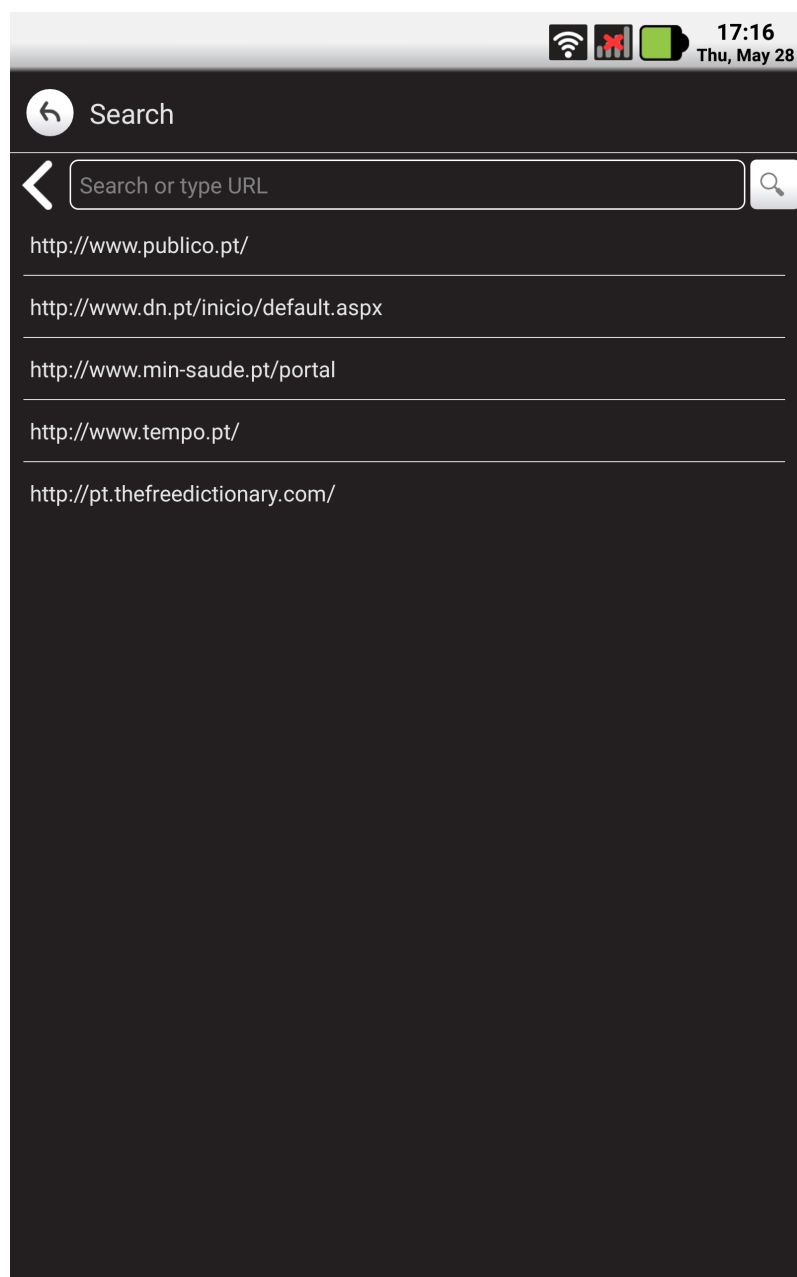 17:16
Thu, May 28
Search
Search or type URL
http://www.publico.pt/
http://www.dn.pt/inicio/default.aspx
http://www.min-saude.pt/portal
http://www.tempo.pt/
http://pt.thefreedictionary.com/